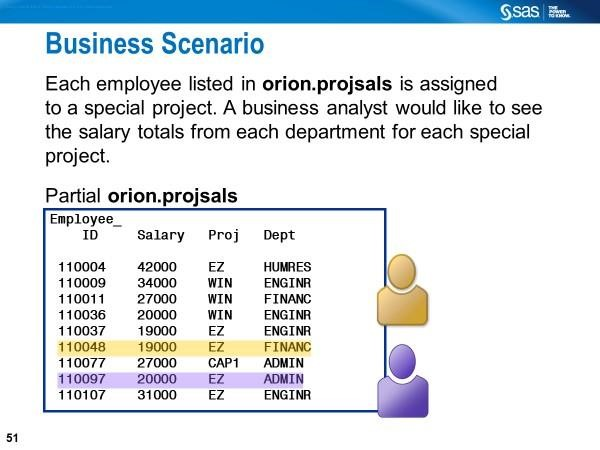 sas THE POWER TO KNOW.
Business Scenario
Each employee listed in orion.projsals is assigned
to a special project. A business analyst would like to see
the salary totals from each department for each special
project.
Partial orion.projsals
Employee_
ID Salary Proj Dept
110004 42000 EZ HUMRES
110009 34000 WIN ENGINR
110011 27000 WIN FINANC
110036 20000 WIN ENGINR
110037 19000 EZ ENGINR
110048 19000 EZ FINANC
110077 27000 CAP1 ADMIN
110097 20000 EZ ADMIN
110107 31000 EZ ENGINR
51